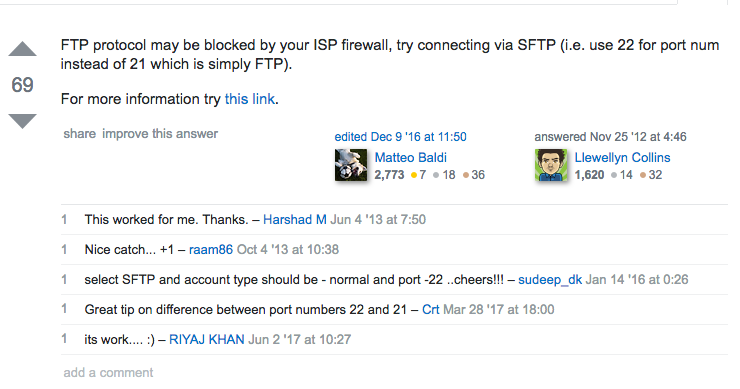 FTP protocol may be blocked by your ISP firewall, try connecting via SFTP (i.e. use 22 for port num
instead of 21 which is simply FTP).
69
For more information try this link.
share improve this answer
edited Dec 9 '16 at 11:50
Matteo Baldi
2,773 7 18 36
answered Nov 25 '12 at 4:46
Llewellyn Collins
1,620 14 32
1 This worked for me. Thanks. – Harshad M Jun 4 '13 at 7:50
1 Nice catch... +1 – raam86 Oct 4 '13 at 10:38
1 select SFTP and account type should be - normal and port -22 ..cheers!!! – sudeep_dk Jan 14 '16 at 0:26
1 Great tip on difference between port numbers 22 and 21 – Crt Mar 28 '17 at 18:00
1 its work.... :) – RIYAJ KHAN Jun 2 '17 at 10:27
add a comment